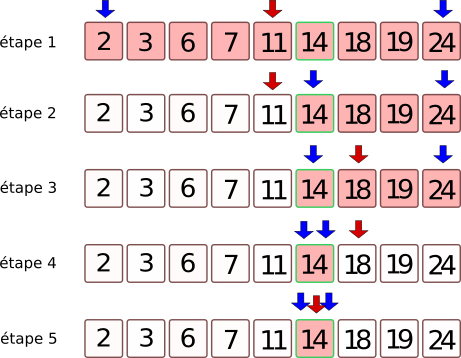 étape 1 2 3 6 7 11 14 18 19 24
étape 2 2 3 6 7 11 14 18 19 24
étape 3 2 3 6 7 11 14 18 19 24
étape 4 2 3 6 7 11 14 18 19 24
étape 5 2 3 6 7 11 14 18 19 24